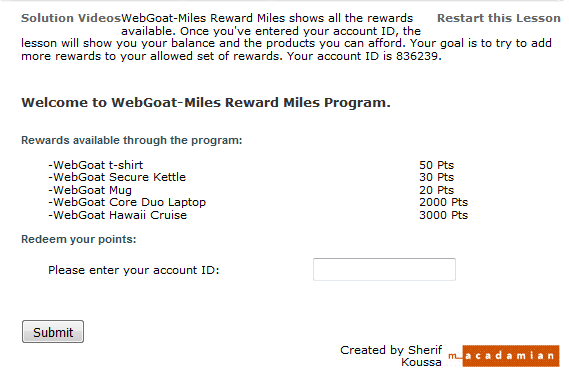 Solution Videos WebGoat-Miles Reward Miles shows all the rewards Restart this Lesson
available. Once you've entered your account ID, the
lesson will show you your balance and the products you can afford. Your goal is to try to add
more rewards to your allowed set of rewards. Your account ID is 836239.
Welcome to WebGoat-Miles Reward Miles Program.
Rewards available through the program:
-WebGoat t-shirt 50 Pts
-WebGoat Secure Kettle 30 Pts
-WebGoat Mug 20 Pts
-WebGoat Core Duo Laptop 2000 Pts
-WebGoat Hawaii Cruise 3000 Pts
Redeem your points:
Please enter your account ID:
Submit
Created by Sherif
Koussa
macadamian